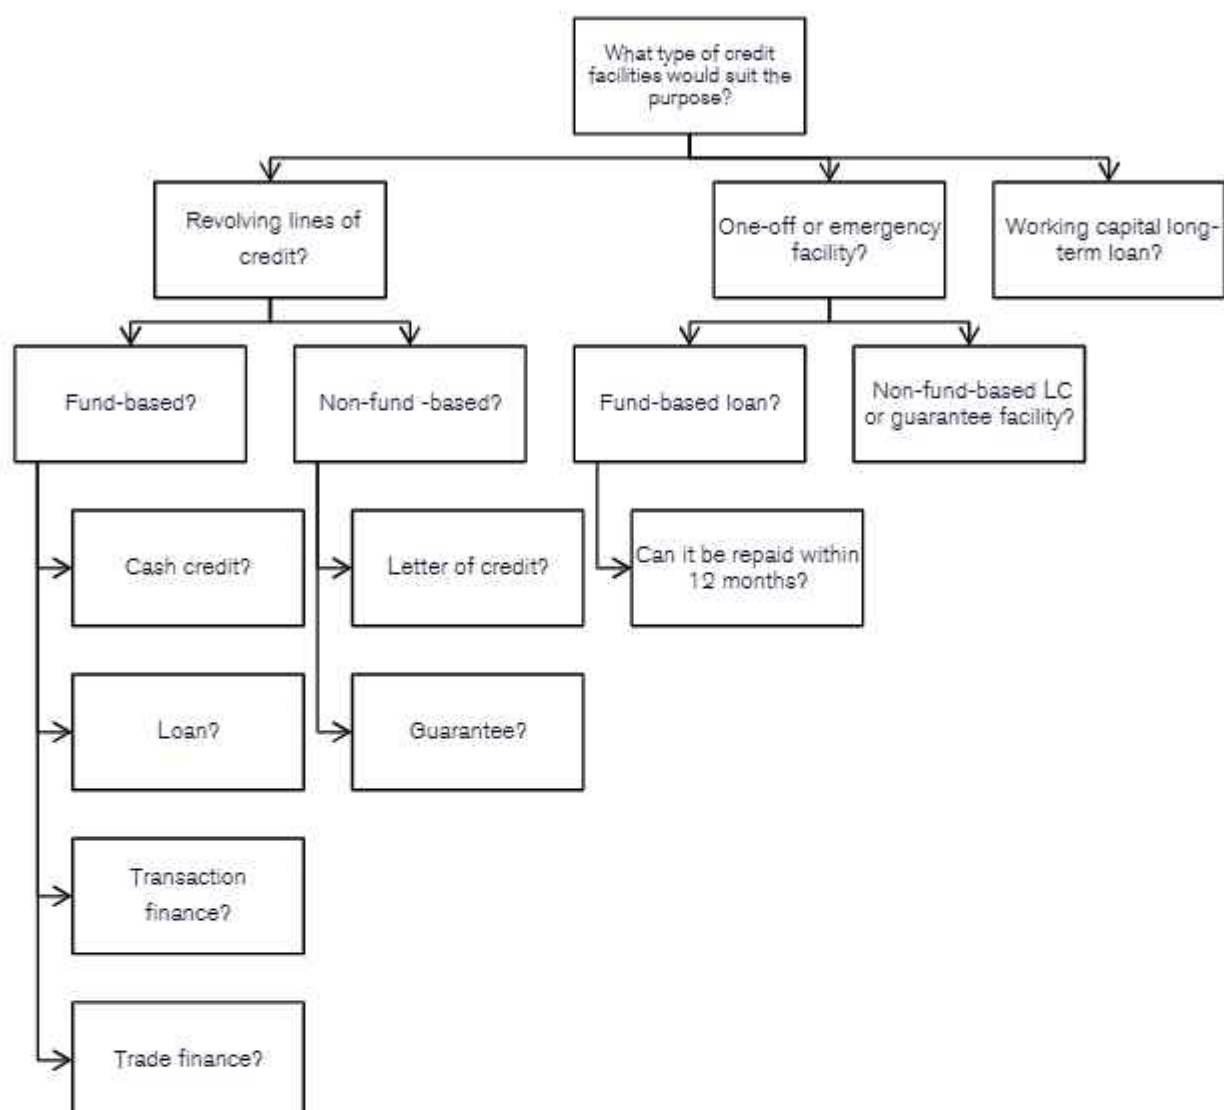 What type of credit
facilities would suit the
purpose?
Revolving lines of
credit?
One-off or emergency
facility?
Working capital long-
term loan?
Fund-based?
Non-fund -based?
Fund-based loan?
Non-fund-based LC
or guarantee facility?
Cash credit?
Letter of credit?
Can it be repaid within
12 months?
Loan?
Guarantee?
Transaction
finance?
Trade finance?